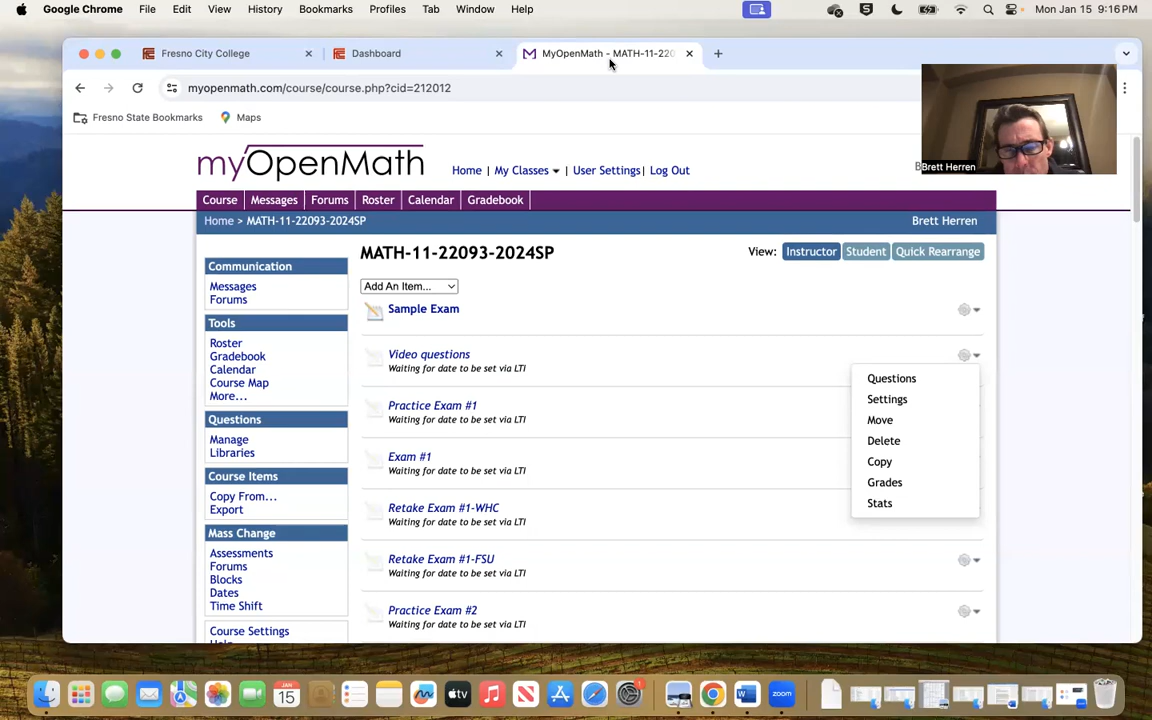 Google Chrome File Edit View History Bookmarks Profiles Tab Window Help Mon Jan 15 9:16 PM
Fresno City College Dashboard MyOpenMath - MATH-11-220
myopenmath.com/course/course.php?cid=212012
Fresno State Bookmarks Maps
Brett Herren
myOpenMath Home | My Classes | User Settings | Log Out
Course Messages Forums Roster Calendar Gradebook
Home > MATH-11-22093-2024SP Brett Herren
MATH-11-22093-2024SP View: Instructor Student Quick Rearrange
Communication
Messages
Forums
Tools
Roster
Gradebook
Calendar
Course Map
More...
Questions
Manage
Libraries
Course Items
Copy From...
Export
Mass Change
Assessments
Forums
Blocks
Dates
Time Shift
Course Settings
Help
Add An Item...
Sample Exam
Video questions
Waiting for date to be set via LTI
Practice Exam #1
Waiting for date to be set via LTI
Exam #1
Waiting for date to be set via LTI
Retake Exam #1-WHC
Waiting for date to be set via LTI
Retake Exam #1-FSU
Waiting for date to be set via LTI
Practice Exam #2
Waiting for date to be set via LTI
Questions
Settings
Move
Delete
Copy
Grades
Stats
JAN
15
tv
1
W
zoom